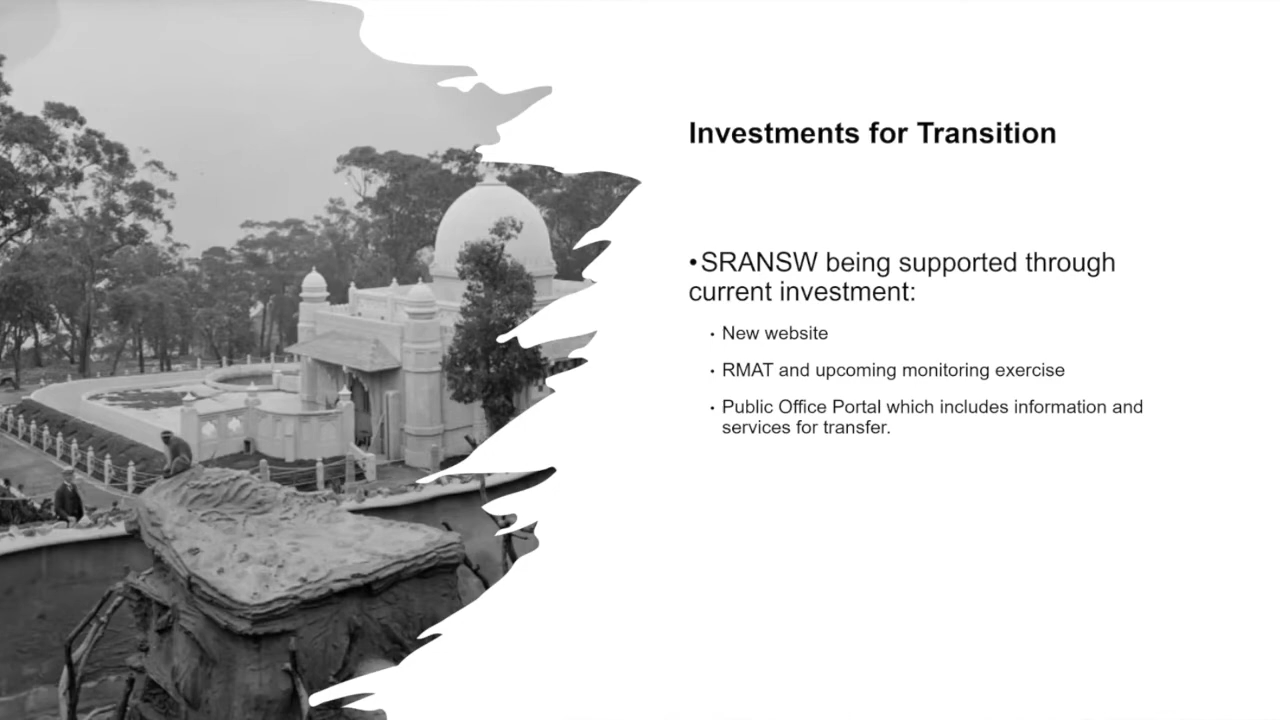 Investments for Transition
•SRANSW being supported through
current investment:
• New website
• RMAT and upcoming monitoring exercise
• Public Office Portal which includes information and
services for transfer.